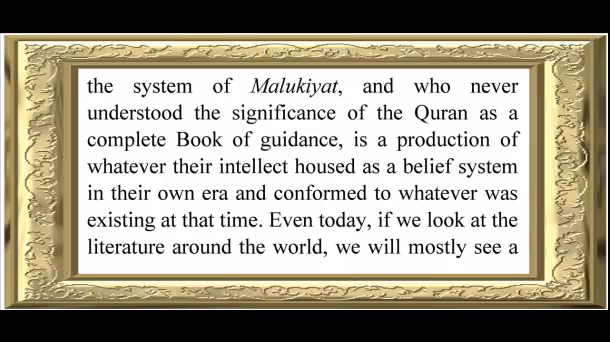 the system of Malukiyat, and who never
understood the significance of the Quran as a
complete Book of guidance, is a production of
whatever their intellect housed as a belief system
in their own era and conformed to whatever was
existing at that time. Even today, if we look at the
literature around the world, we will mostly see a